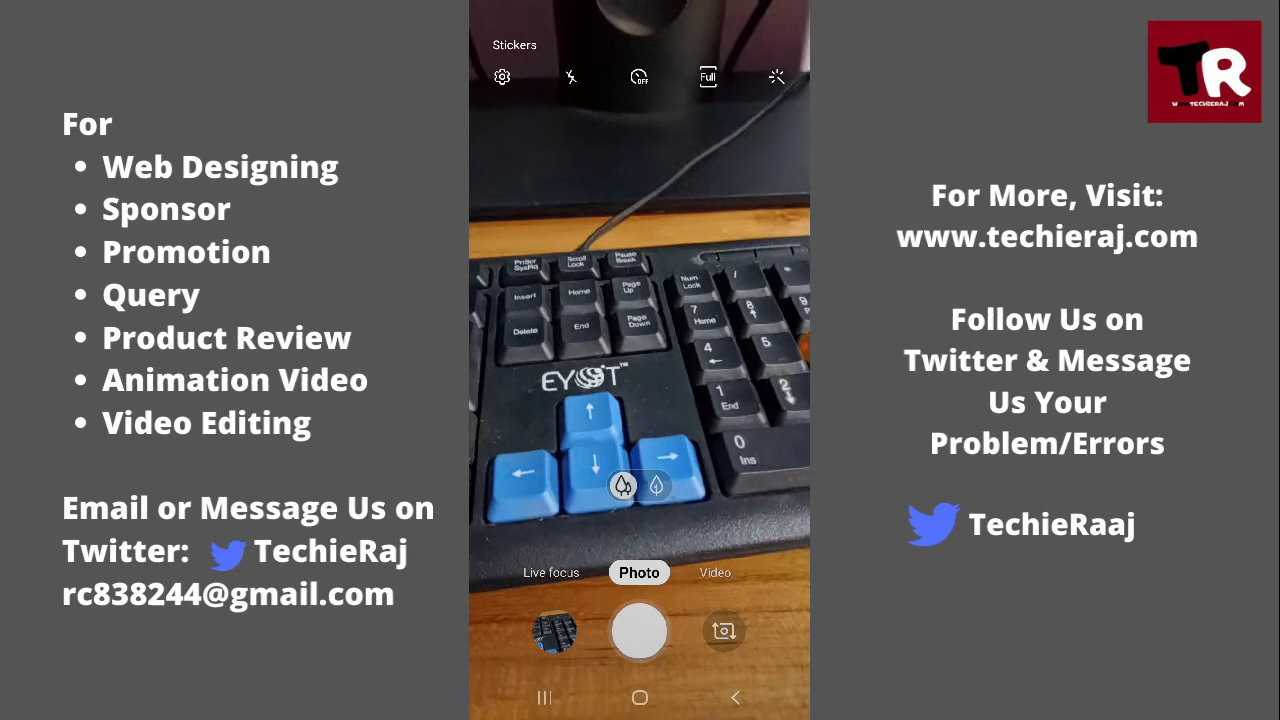 For
• Web Designing
• Sponsor
• Promotion
• Query
• Product Review
• Animation Video
• Video Editing
Email or Message Us on
Twitter: TechieRaj
rc838244@gmail.com
Stickers
OFF
Full
PrtScr
SysRq
Scroll
Lock
Pause
Break
Insert
Home
Page
Up
Delete
End
Page
Down
Num
Lock
/
*
7
Home
8
↑
9
4
←
5
1
End
2
↓
0
Ins
EYOT™
↑
←
↓
→
Live focus
Photo
Video
TR
For More, Visit:
www.techieraj.com
Follow Us on
Twitter & Message
Us Your
Problem/Errors
TechieRaaj